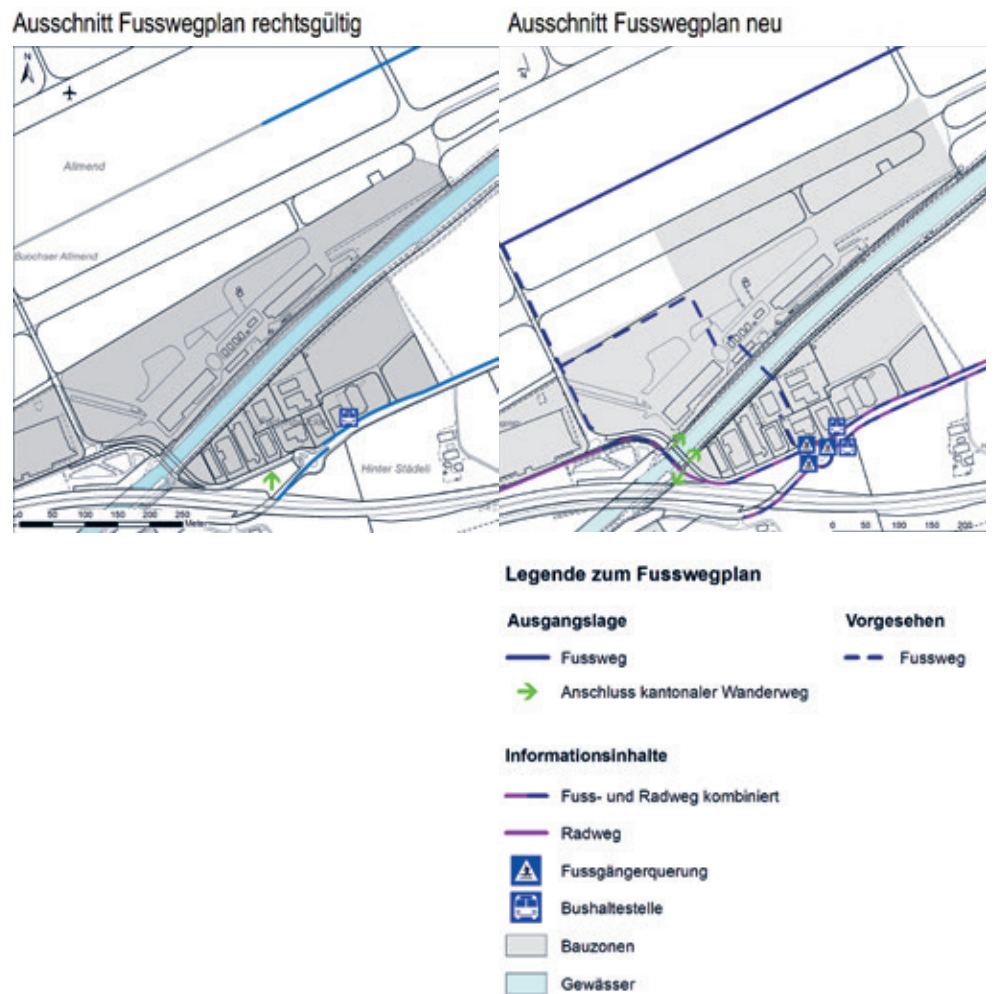 Ausschnitt Fusswegplan rechtsgültig
Ausschnitt Fusswegplan neu
N
Allmend
Buochser Allmend
Hinter Städeli
0 50 100 150 200 250
Meter
0 50 100 150 200
Legende zum Fusswegplan
Ausgangslage
Vorgesehen
Fussweg
Fussweg
Anschluss kantonaler Wanderweg
Informationsinhalte
Fuss- und Radweg kombiniert
Radweg
Fussgängerquerung
Bushaltestelle
Bauzonen
Gewässer